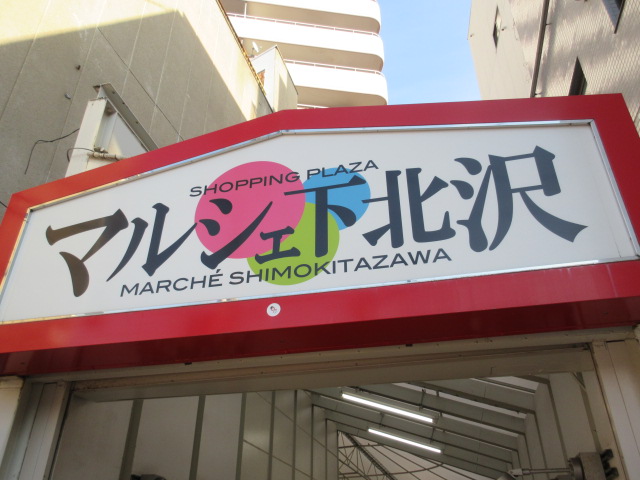 SHOPPING PLAZA
マルシェ下北沢
MARCHÉ SHIMOKITAZAWA